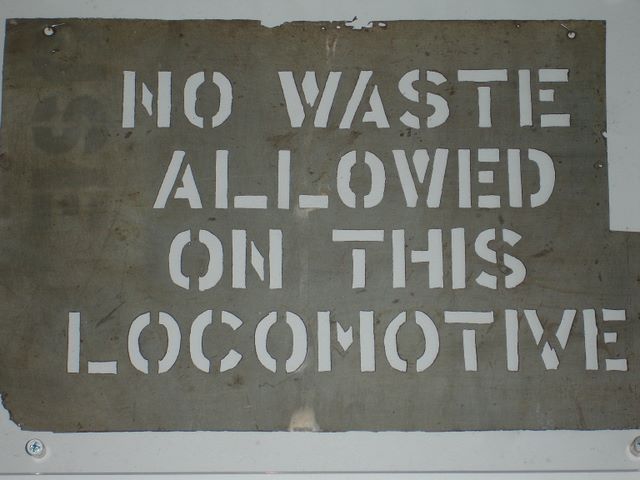 NO WASTE
ALLOWED
ON THIS
LOCOMOTIVE